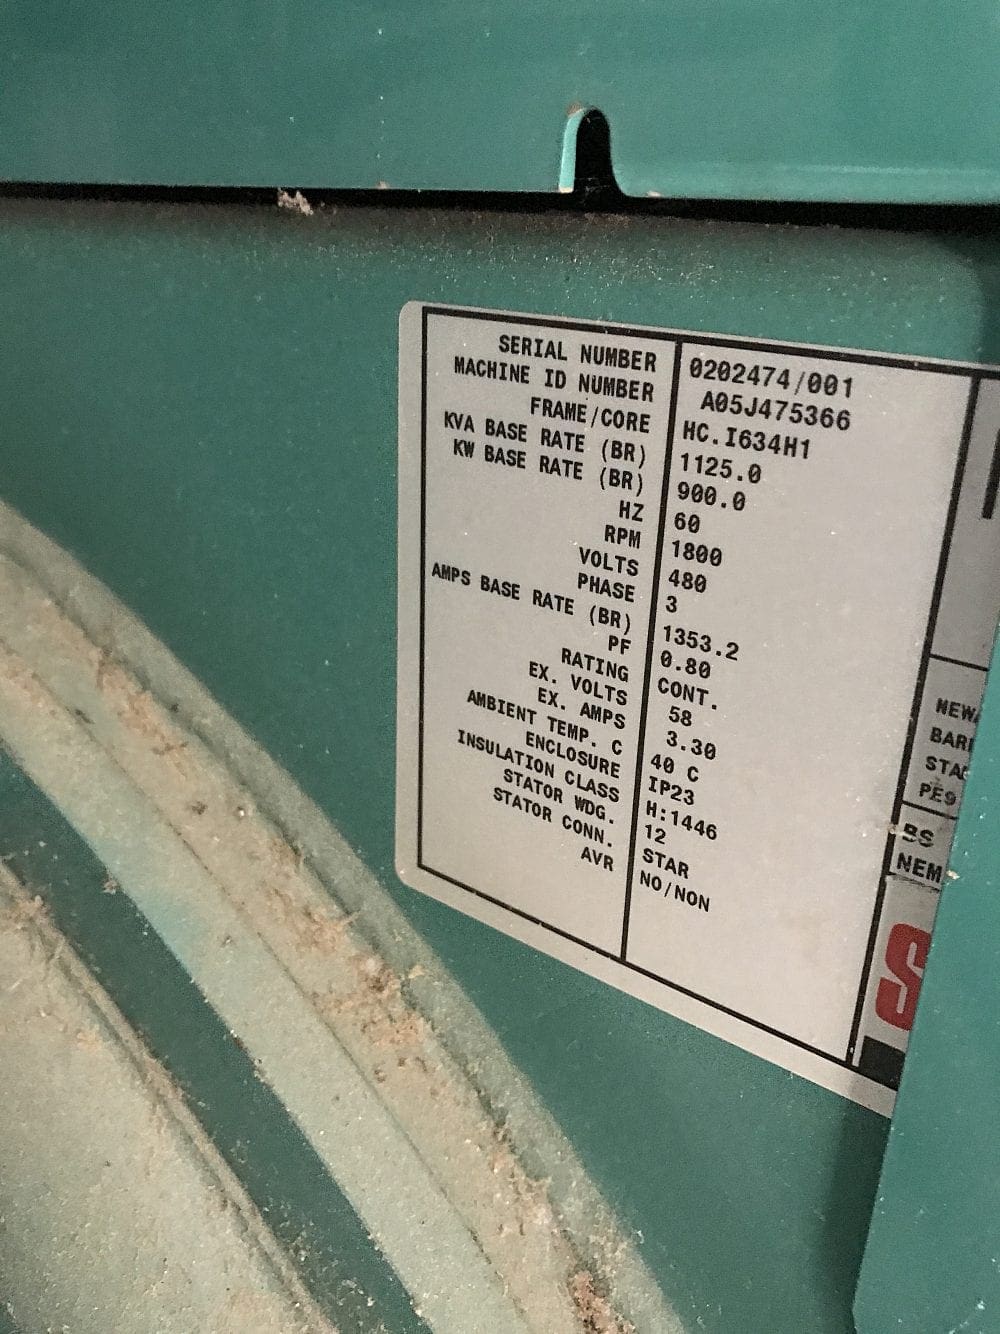 SERIAL NUMBER 0202474/001
MACHINE ID NUMBER A05J475366
FRAME/CORE HC.I634H1
KVA BASE RATE (BR) 1125.0
KW BASE RATE (BR) 900.0
HZ 60
RPM 1800
VOLTS 480
PHASE 3
AMPS BASE RATE (BR) 1353.2
PF 0.80
RATING CONT.
EX. VOLTS 58
EX. AMPS 3.30
AMBIENT TEMP. C 40 C
ENCLOSURE IP23
INSULATION CLASS H:1446
STATOR WDG. 12
STATOR CONN. STAR
AVR NO/NON
PE9
BS
NEM
S